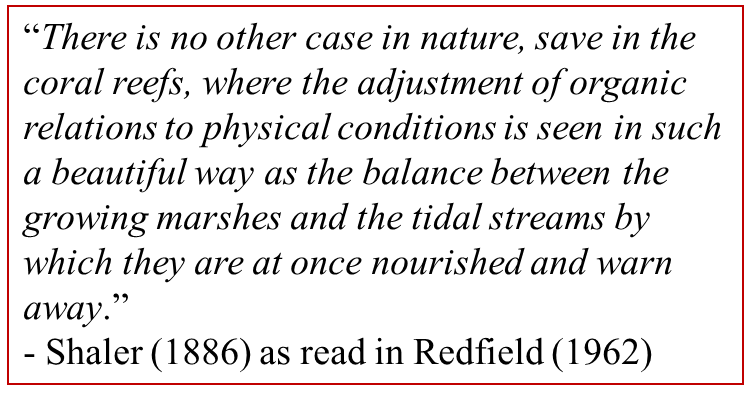 “There is no other case in nature, save in the
coral reefs, where the adjustment of organic
relations to physical conditions is seen in such
a beautiful way as the balance between the
growing marshes and the tidal streams by
which they are at once nourished and warn
away.”
- Shaler (1886) as read in Redfield (1962)